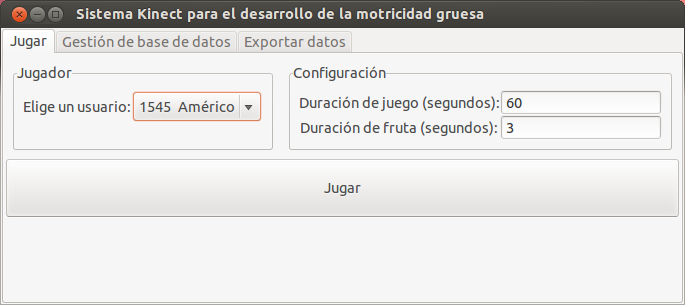 Sistema Kinect para el desarrollo de la motricidad gruesa
Jugar Gestión de base de datos Exportar datos
Jugador
Elige un usuario: 1545 Américo
Configuración
Duración de juego (segundos): 60
Duración de fruta (segundos): 3
Jugar